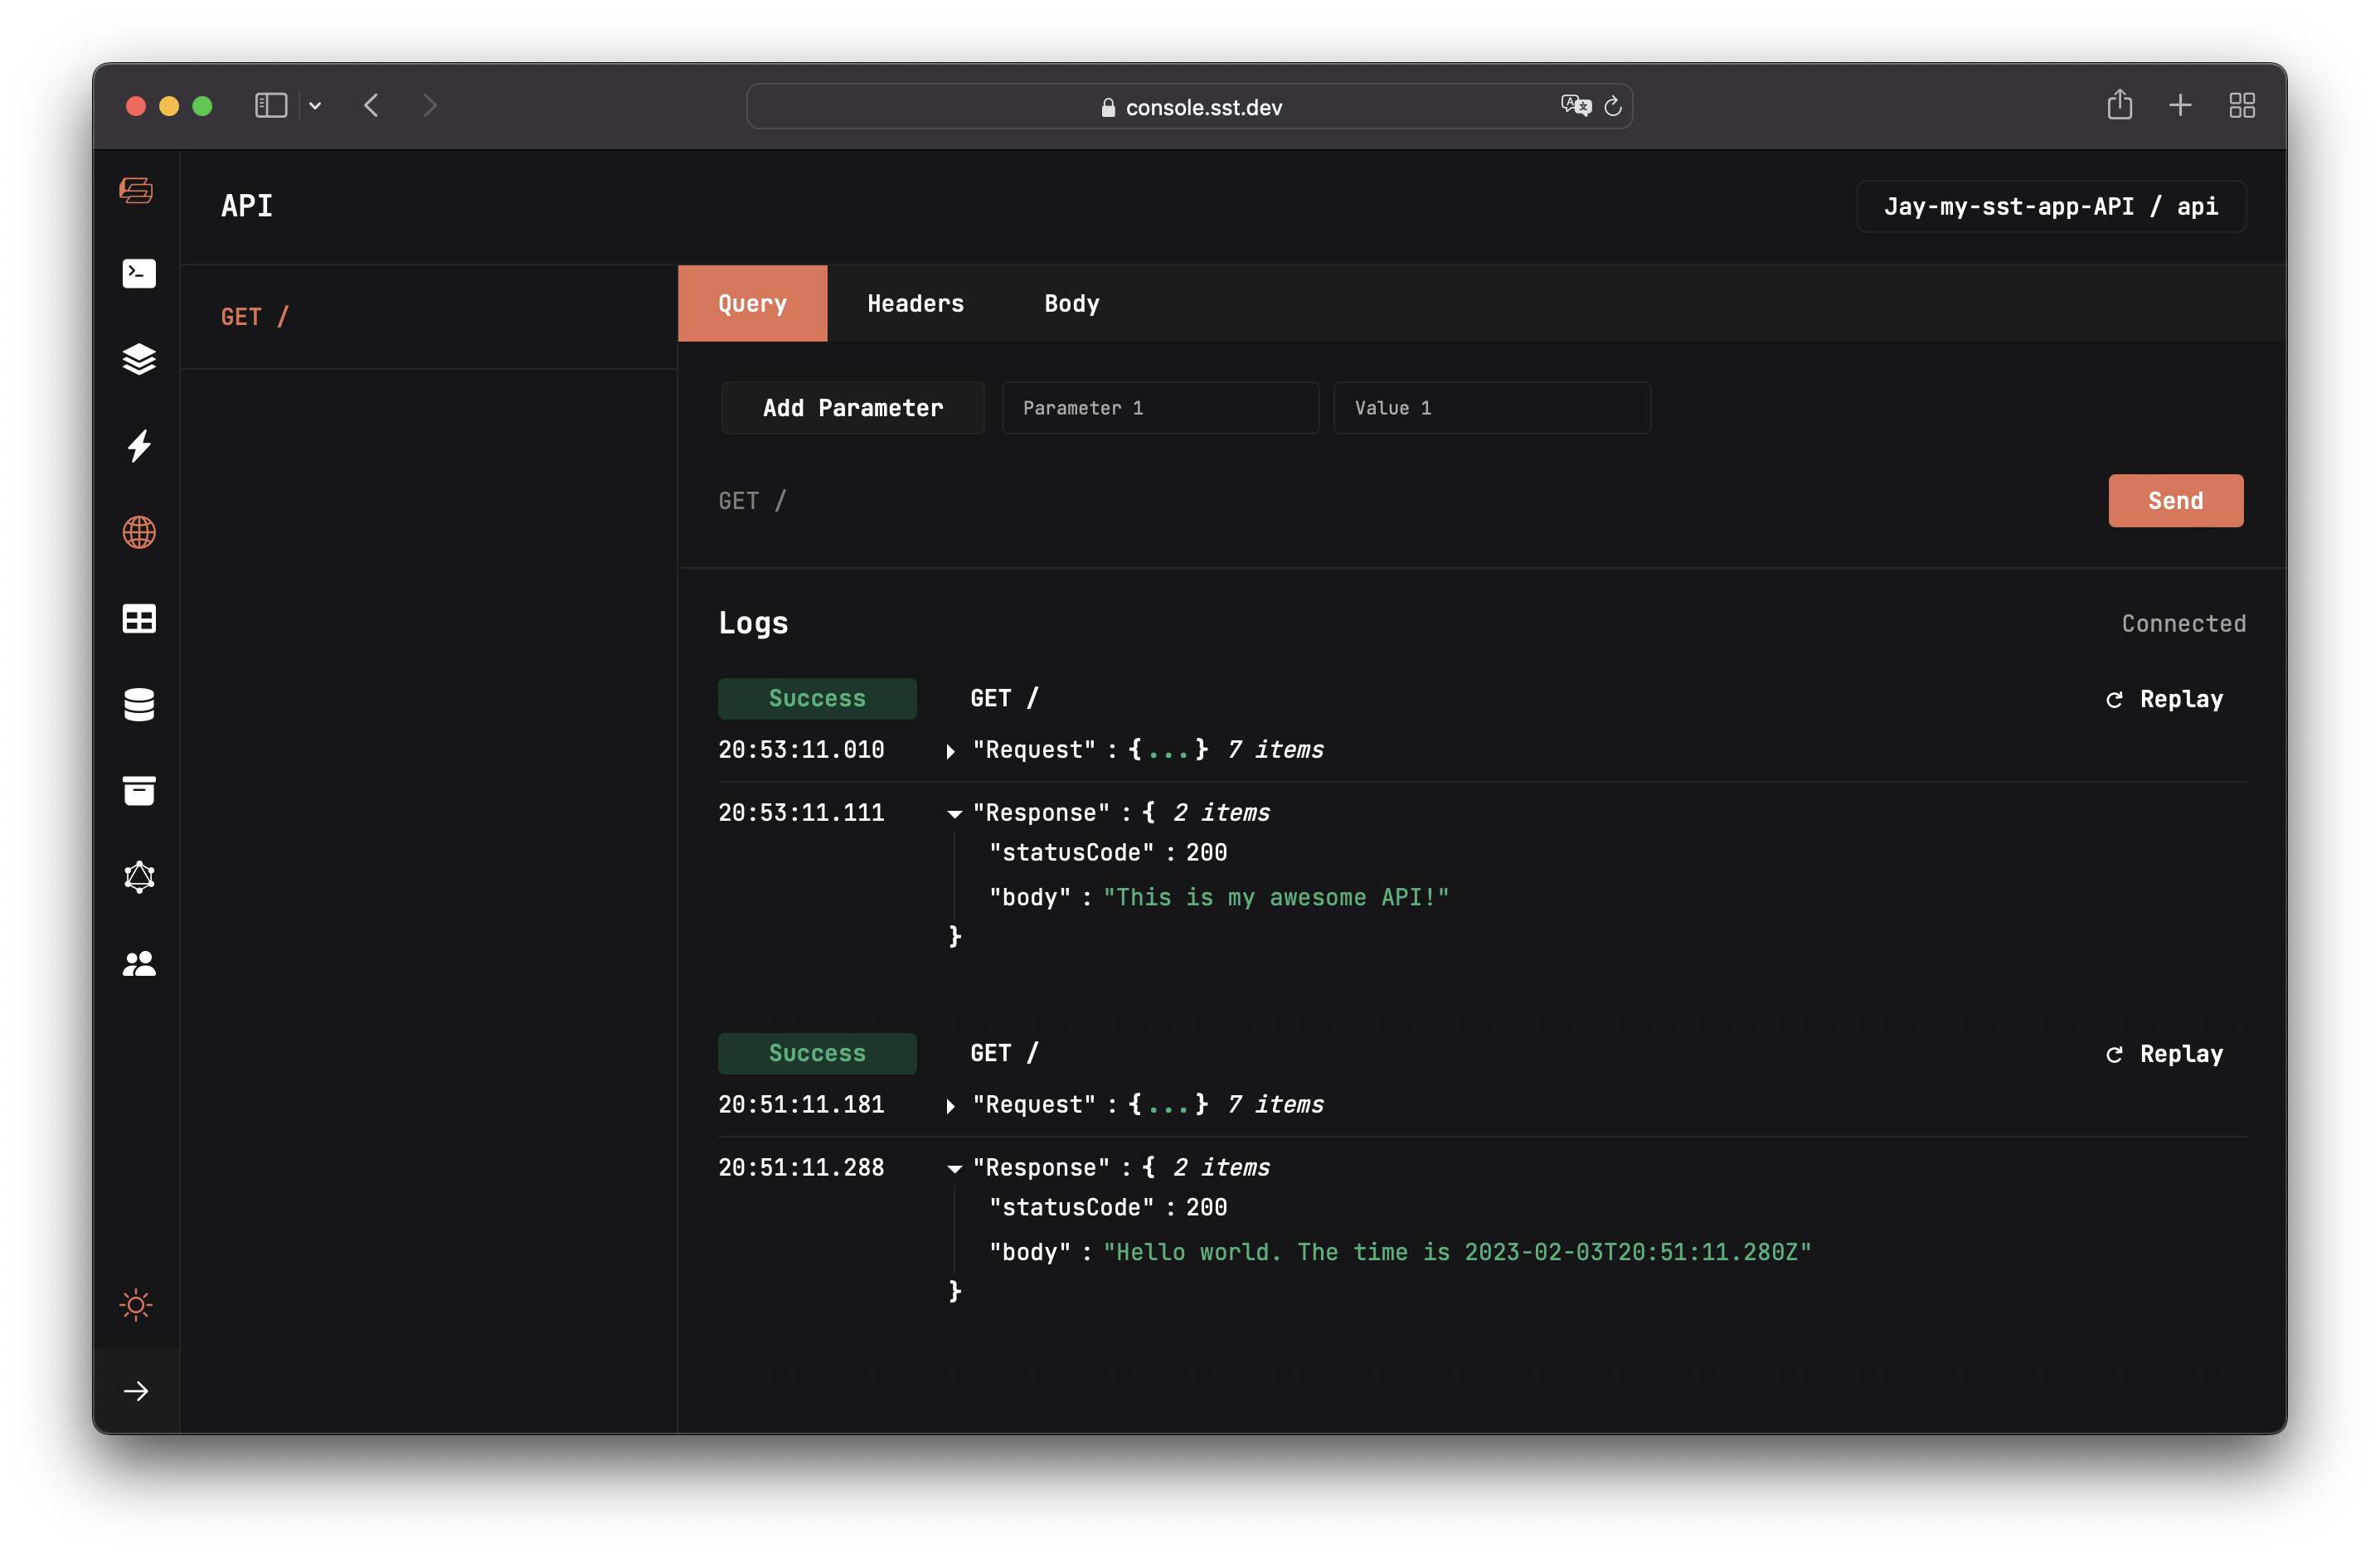 console.sst.dev
API
Jay-my-sst-app-API / api
GET /
Query Headers Body
Add Parameter Parameter 1 Value 1
GET / Send
Logs Connected
Success GET / Replay
20:53:11.010 "Request" : {...} 7 items
20:53:11.111 "Response" : { 2 items
"statusCode" : 200
"body" : "This is my awesome API!"
}
Success GET / Replay
20:51:11.181 "Request" : {...} 7 items
20:51:11.288 "Response" : { 2 items
"statusCode" : 200
"body" : "Hello world. The time is 2023-02-03T20:51:11.280Z"
}